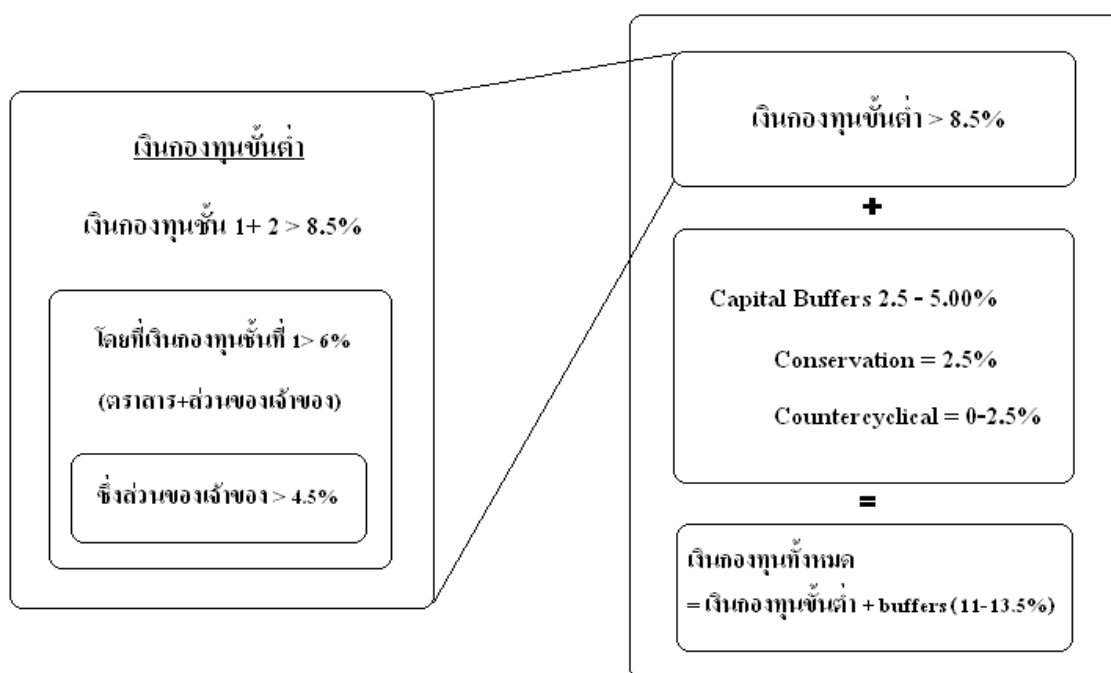 เงินกองทุนขั้นต่ำ
เงินกองทุนชั้น 1+ 2 > 8.5%
โดยที่เงินกองทุนชั้นที่ 1> 6%
(ตราสาร+ส่วนของเจ้าของ)
ซึ่งส่วนของเจ้าของ > 4.5%
เงินกองทุนขั้นต่ำ > 8.5%
+
Capital Buffers 2.5 - 5.00%
Conservation = 2.5%
Countercyclical = 0-2.5%
=
เงินกองทุนทั้งหมด
= เงินกองทุนขั้นต่ำ + buffers (11-13.5%)